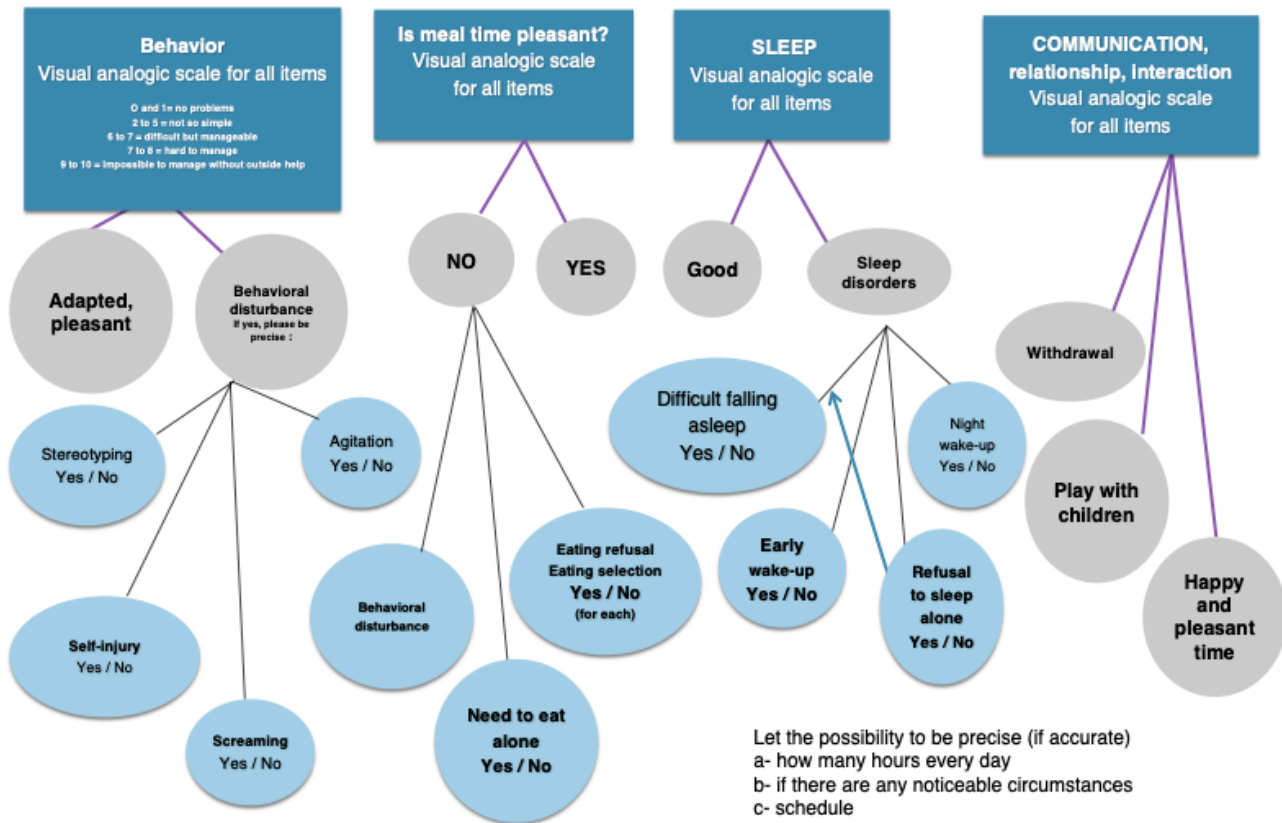 Behavior
Visual analogic scale for all items
O and 1= no problems
2 to 5 = not so simple
6 to 7 = difficult but manageable
7 to 8 = hard to manage
9 to 10 = impossible to manage without outside help
Is meal time pleasant?
Visual analogic scale
for all items
SLEEP
Visual analogic scale
for all items
COMMUNICATION,
relationship, interaction
Visual analogic scale
for all items
Adapted,
pleasant
Behavioral
disturbance
If yes, please be
precise :
NO
YES
Good
Sleep
disorders
Withdrawal
Play with
children
Happy
and
pleasant
time
Stereotyping
Yes / No
Agitation
Yes / No
Self-injury
Yes / No
Screaming
Yes / No
Behavioral
disturbance
Need to eat
alone
Yes / No
Eating refusal
Eating selection
Yes / No
(for each)
Difficult falling
asleep
Yes / No
Night
wake-up
Yes / No
Early
wake-up
Yes / No
Refusal
to sleep
alone
Yes / No
Let the possibility to be precise (if accurate)
a- how many hours every day
b- if there are any noticeable circumstances
c- schedule